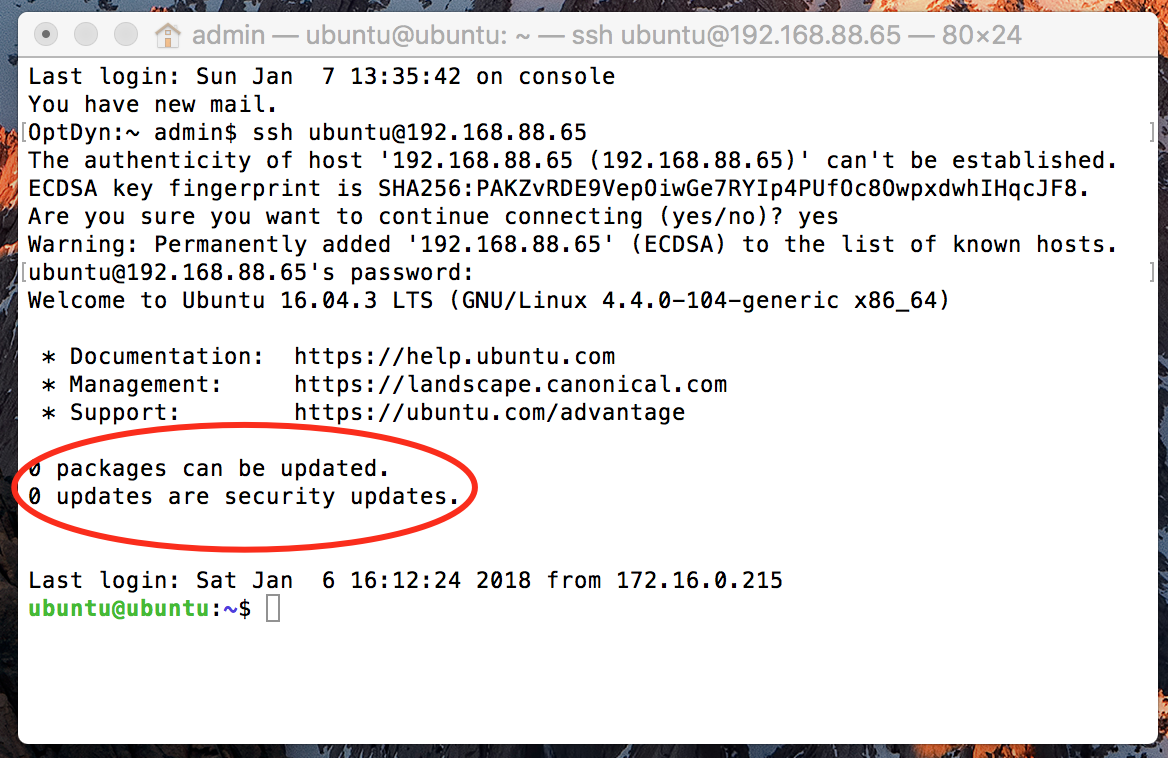 admin — ubuntu@ubuntu: ~ — ssh ubuntu@192.168.88.65 — 80×24
Last login: Sun Jan  7 13:35:42 on console
You have new mail.
[OptDyn:~ admin$ ssh ubuntu@192.168.88.65 ]
The authenticity of host '192.168.88.65 (192.168.88.65)' can't be established.
ECDSA key fingerprint is SHA256:PAKZvRDE9VepOiwGe7RYIp4PUfOc8OwpxdwhIHqcJF8.
Are you sure you want to continue connecting (yes/no)? yes
Warning: Permanently added '192.168.88.65' (ECDSA) to the list of known hosts.
[ubuntu@192.168.88.65's password: ]
Welcome to Ubuntu 16.04.3 LTS (GNU/Linux 4.4.0-104-generic x86_64)
* Documentation:  https://help.ubuntu.com
* Management:     https://landscape.canonical.com
* Support:        https://ubuntu.com/advantage
0 packages can be updated.
0 updates are security updates.
Last login: Sat Jan  6 16:12:24 2018 from 172.16.0.215
ubuntu@ubuntu:~$